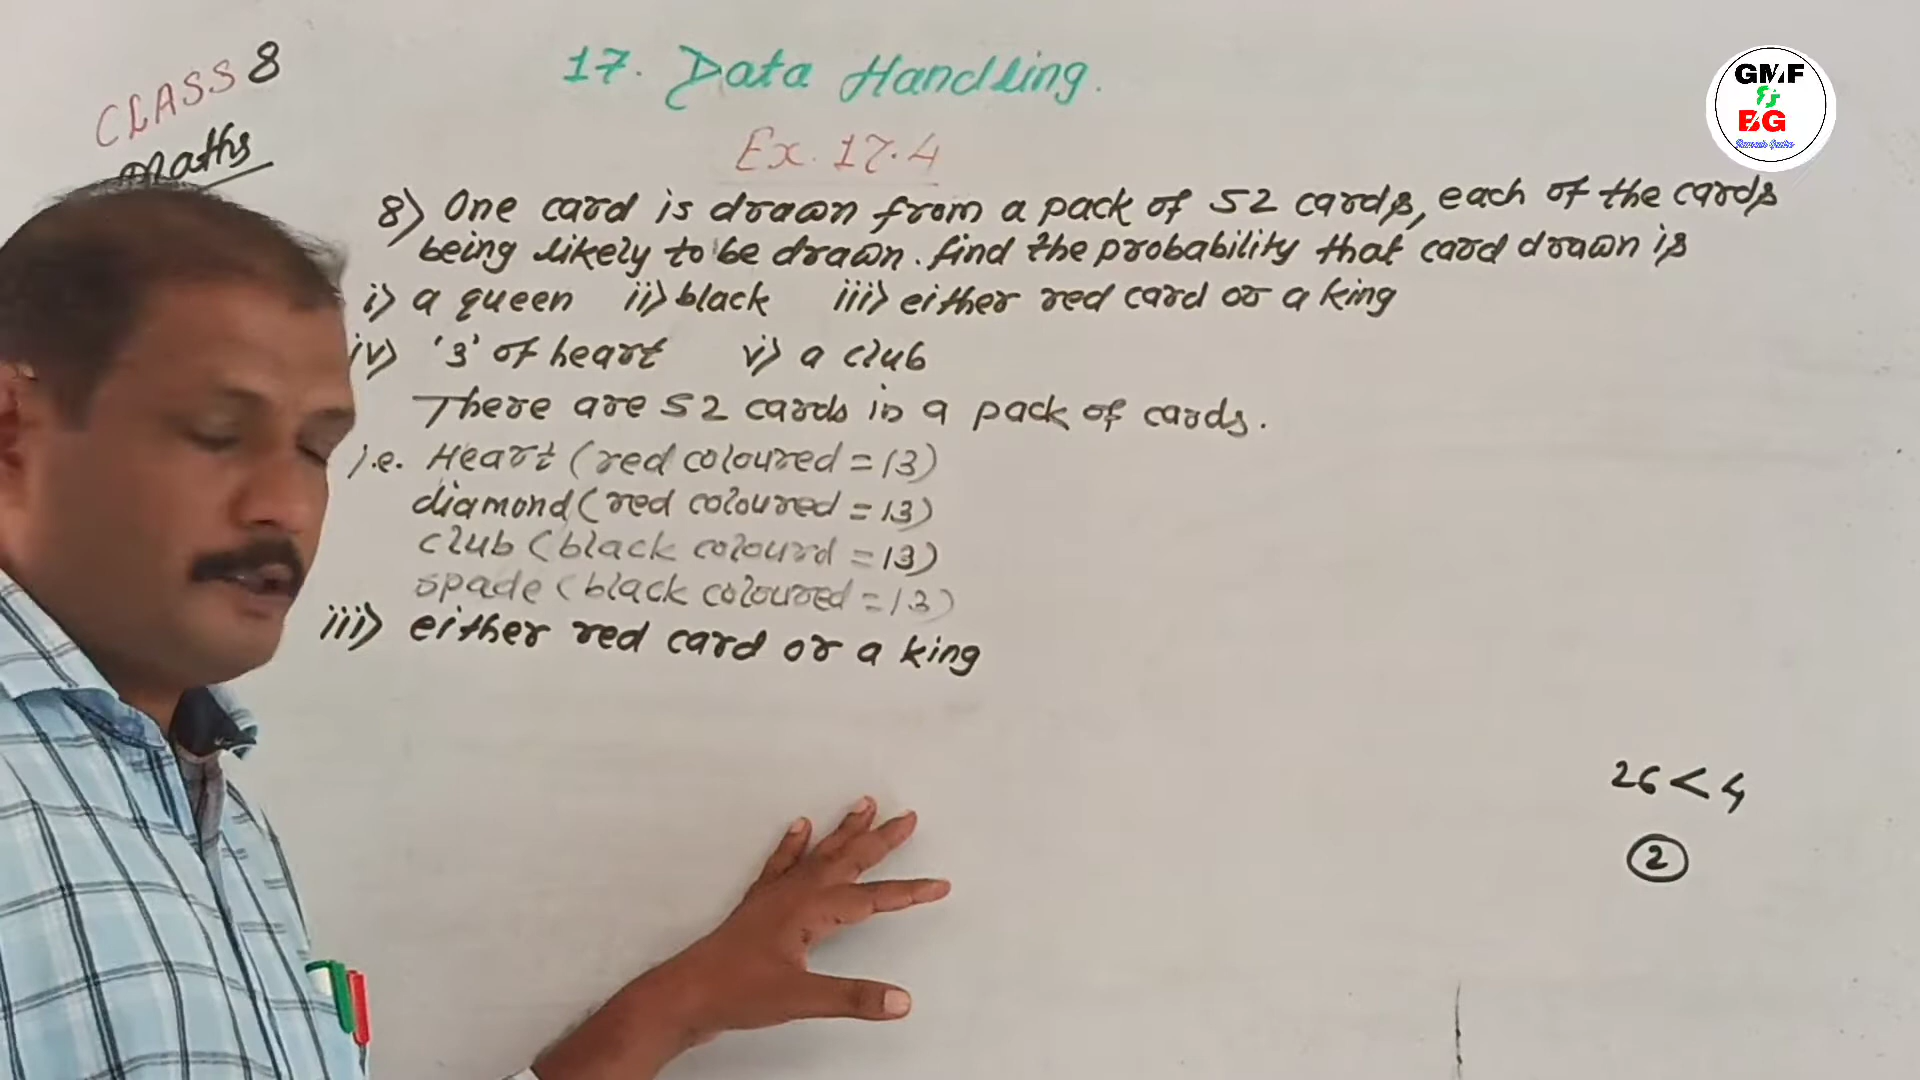 CLASS 8
Maths
17. Data Handling.
Ex. 17.4
8) One card is drawn from a pack of 52 cards, each of the cards
being likely to be drawn. find the probability that card drawn is
i) a queen ii) black iii) either red card or a king
iv) '3' of heart v) a club
There are 52 cards in a pack of cards.
i.e. Heart (red coloured = 13)
diamond (red coloured = 13)
club (black colourd = 13)
spade (black coloured = 13)
iii) either red card or a king
26 < 4
2
GMF
BG